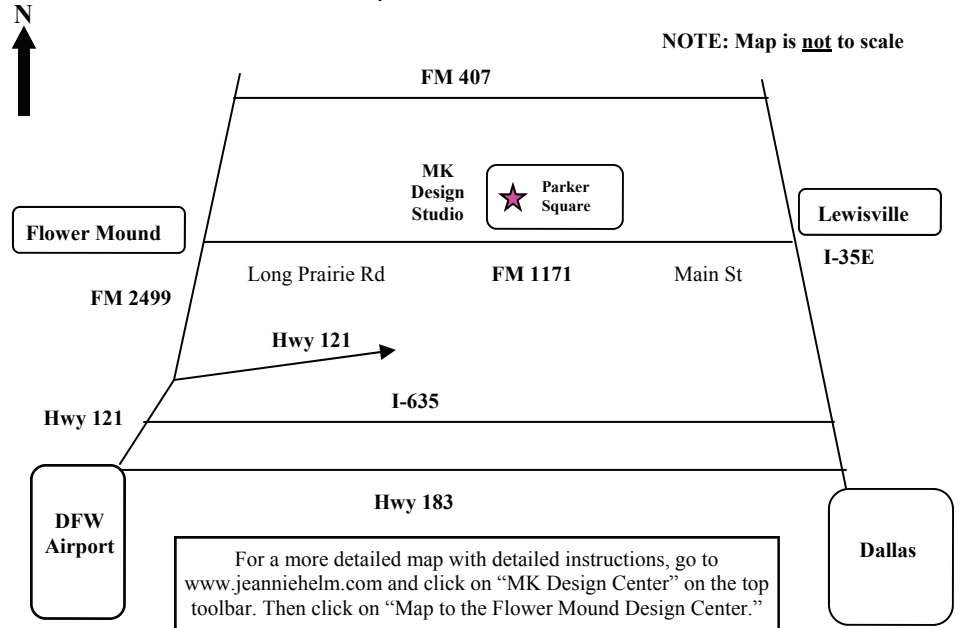 N
NOTE: Map is not to scale
FM 407
MK
Design
Studio
Parker
Square
Flower Mound
Lewisville
I-35E
Long Prairie Rd
FM 1171
Main St
FM 2499
Hwy 121
I-635
Hwy 121
Hwy 183
DFW
Airport
Dallas
For a more detailed map with detailed instructions, go to
www.jeanniehelm.com and click on “MK Design Center” on the top
toolbar. Then click on “Map to the Flower Mound Design Center.”